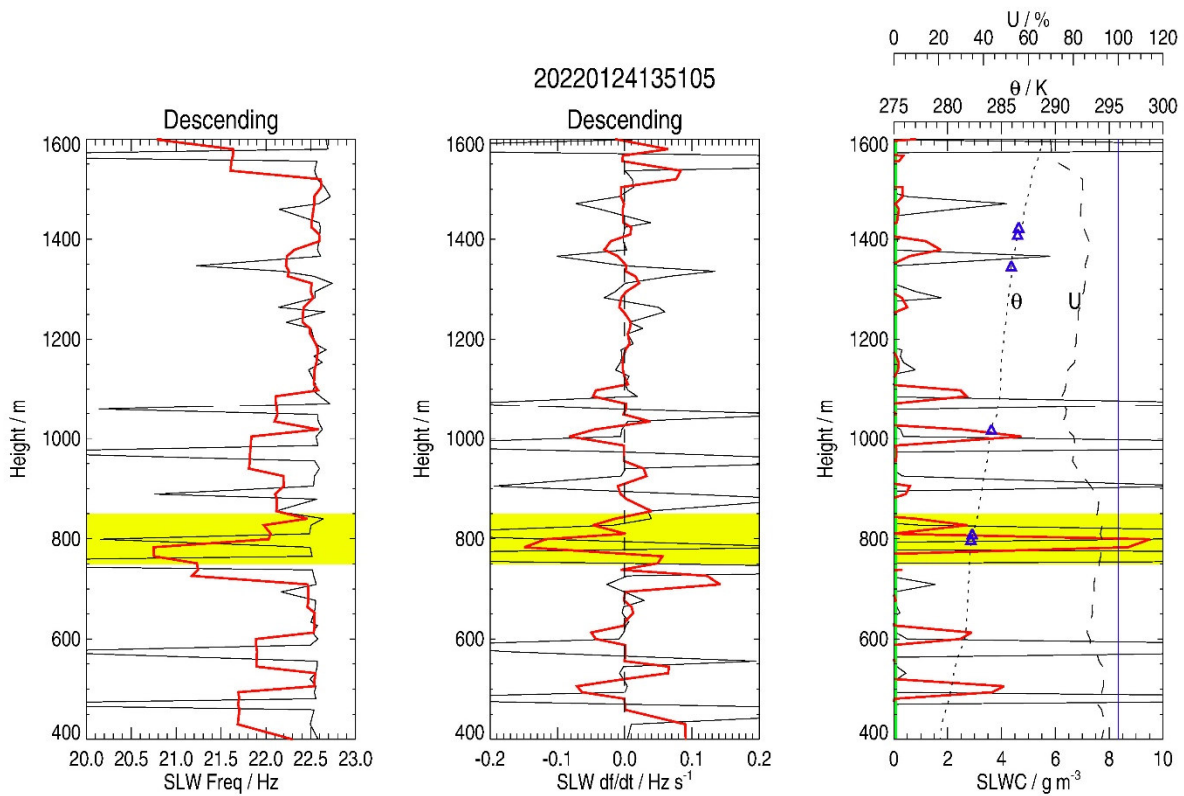 20220124135105
Descending
1600
1400
1200
1000
800
600
400
Height / m
20.0 20.5 21.0 21.5 22.0 22.5 23.0
SLW Freq / Hz
Descending
1600
1400
1200
1000
800
600
400
Height / m
-0.2 -0.1 0.0 0.1 0.2
SLW df/dt / Hz s⁻¹
U / %
0 20 40 60 80 100 120
θ / K
275 280 285 290 295 300
1600
1400
1200
1000
800
600
400
Height / m
θ U
0 2 4 6 8 10
SLWC / g m⁻³